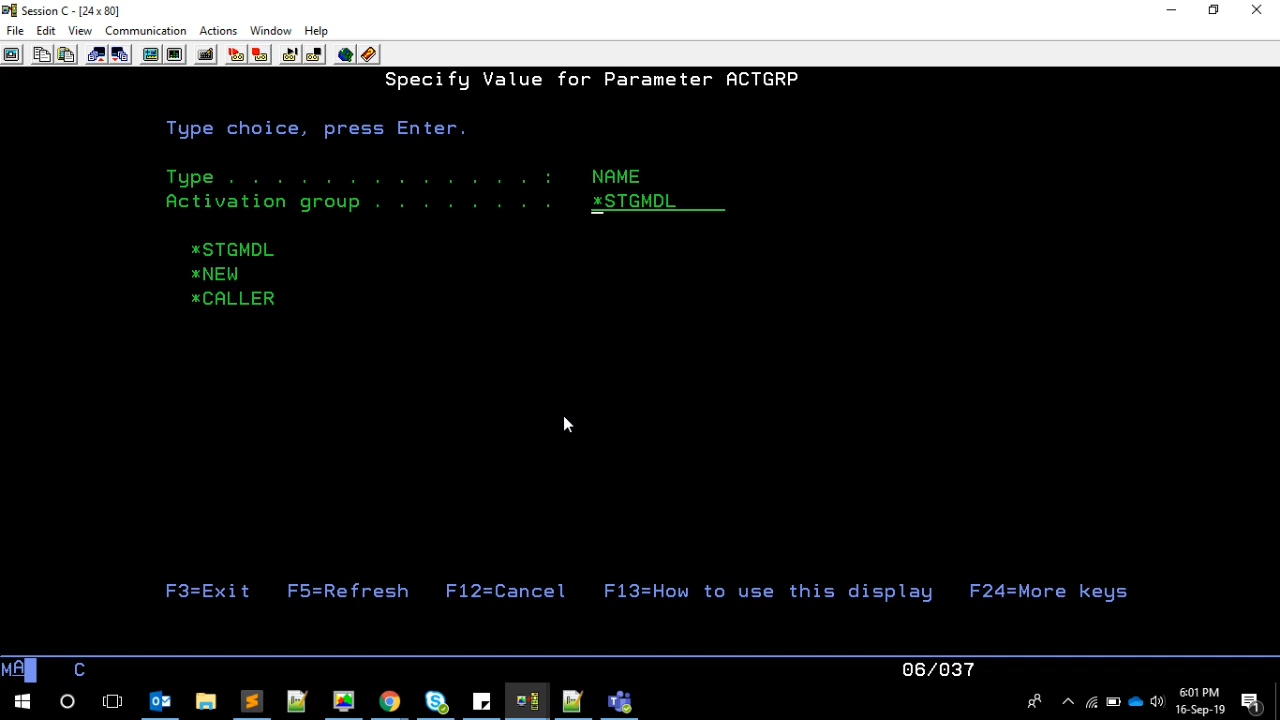 Session C - [24 x 80]
File Edit View Communication Actions Window Help
Specify Value for Parameter ACTGRP
Type choice, press Enter.
Type . . . . . . . . . . . . . : NAME
Activation group . . . . . . . . *STGMDL
*STGMDL
*NEW
*CALLER
F3=Exit F5=Refresh F12=Cancel F13=How to use this display F24=More keys
MA C 06/037
6:01 PM
16-Sep-19
1